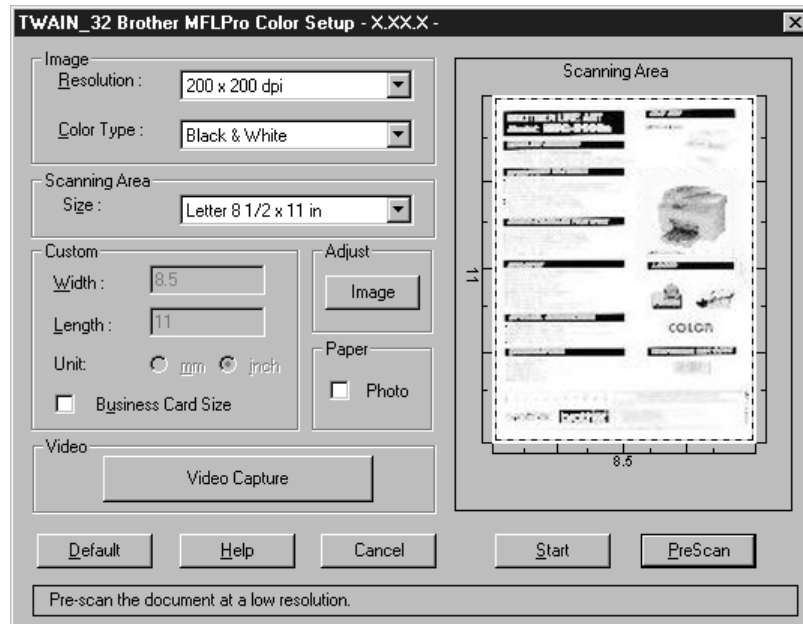 TWAIN_32 Brother MFLPro Color Setup - X.XX.X -
Image
Resolution :
200 x 200 dpi
Color Type :
Black & White
Scanning Area
Size :
Letter 8 1/2 x 11 in
Custom
Width :
8.5
Length :
11
Unit:
mm
inch
Business Card Size
Adjust
Image
Paper
Photo
Video
Video Capture
Scanning Area
11
COLOR
brother
8.5
Default
Help
Cancel
Start
PreScan
Pre-scan the document at a low resolution.